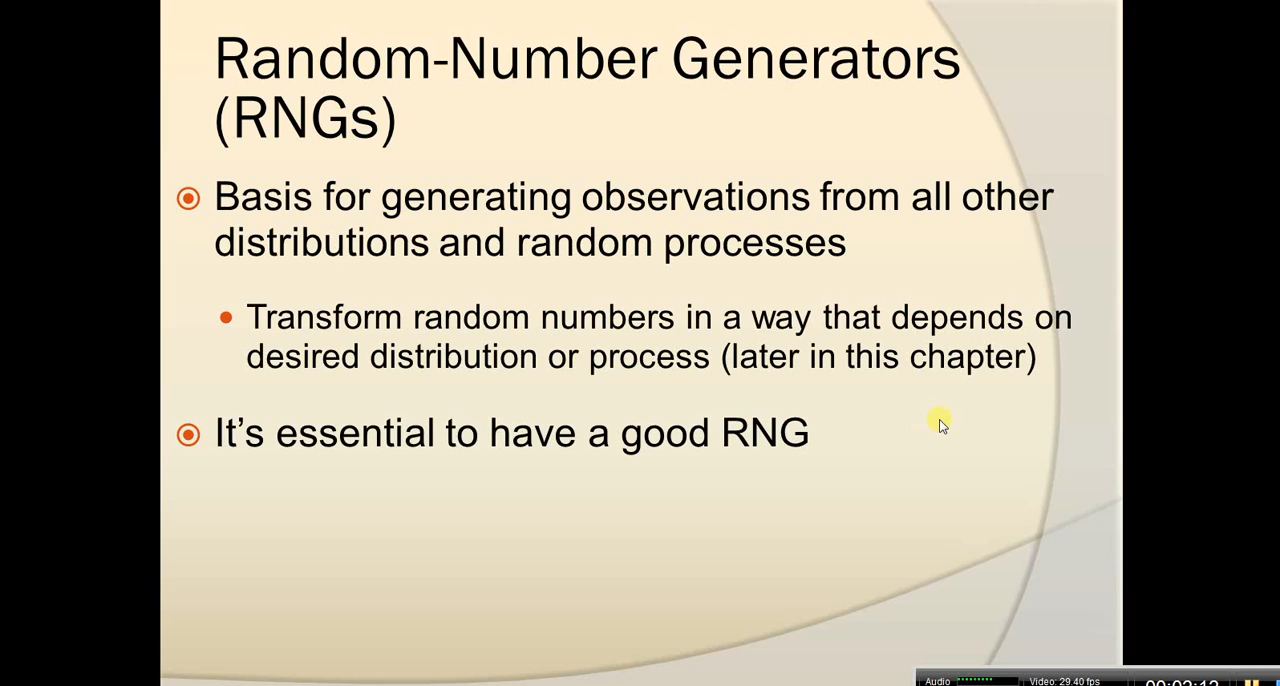 Random-Number Generators
(RNGs)
Basis for generating observations from all other
distributions and random processes
Transform random numbers in a way that depends on
desired distribution or process (later in this chapter)
It’s essential to have a good RNG
Audio
Video: 29.40 fps